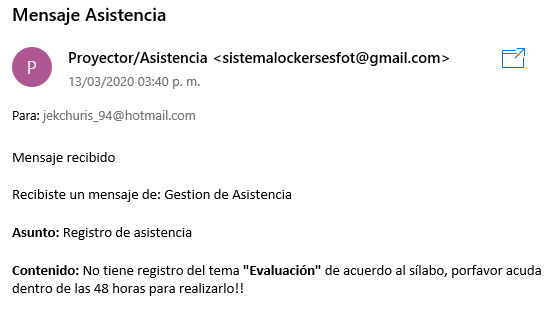 Mensaje Asistencia
P
Proyector/Asistencia <sistemalockersesfot@gmail.com>
13/03/2020 03:40 p. m.
Para: jekchuris_94@hotmail.com
Mensaje recibido
Recibiste un mensaje de: Gestion de Asistencia
Asunto: Registro de asistencia
Contenido: No tiene registro del tema "Evaluación" de acuerdo al sílabo, porfavor acuda
dentro de las 48 horas para realizarlo!!